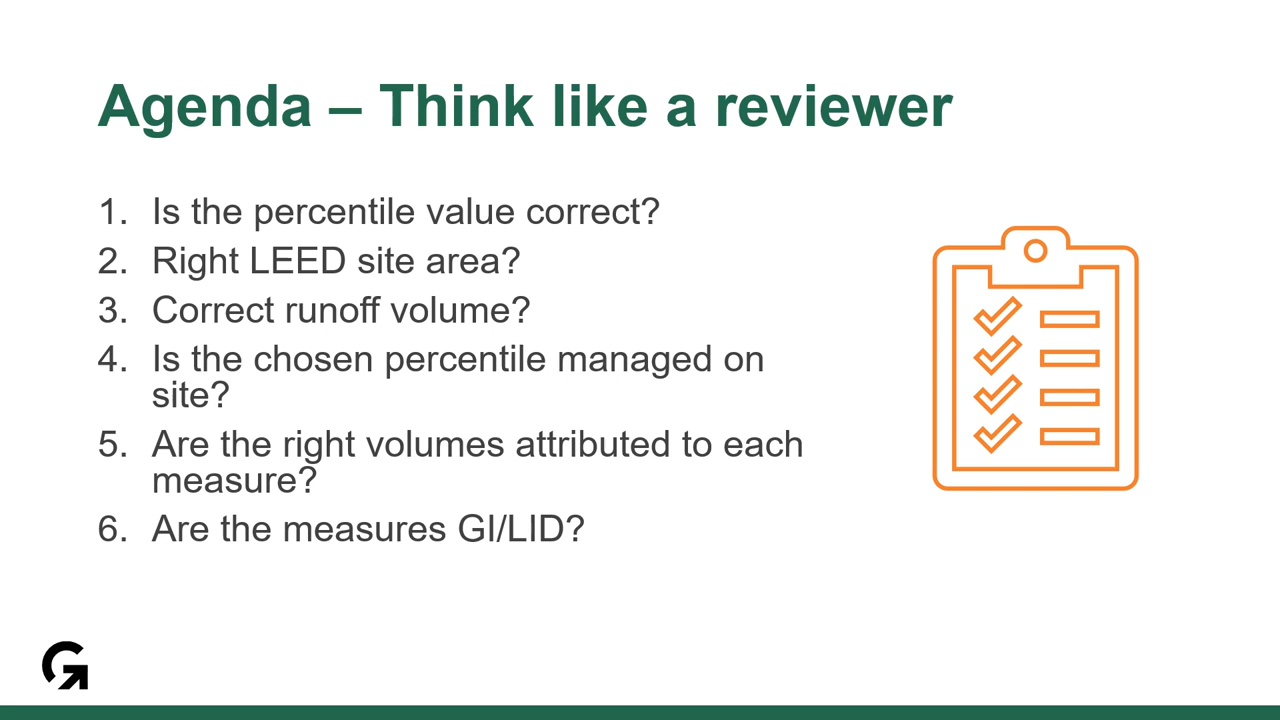 Agenda – Think like a reviewer
1. Is the percentile value correct?
2. Right LEED site area?
3. Correct runoff volume?
4. Is the chosen percentile managed on
site?
5. Are the right volumes attributed to each
measure?
6. Are the measures GI/LID?